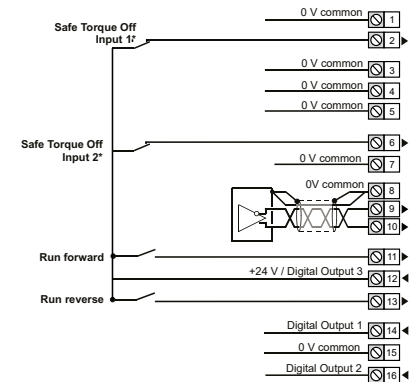 0 V common 1
Safe Torque Off
Input 1*
2
0 V common 3
0 V common 4
0 V common 5
Safe Torque Off
Input 2*
6
0 V common 7
0V common 8
9
10
Run forward 11
+24 V / Digital Output 3 12
Run reverse 13
Digital Output 1 14
0 V common 15
Digital Output 2 16